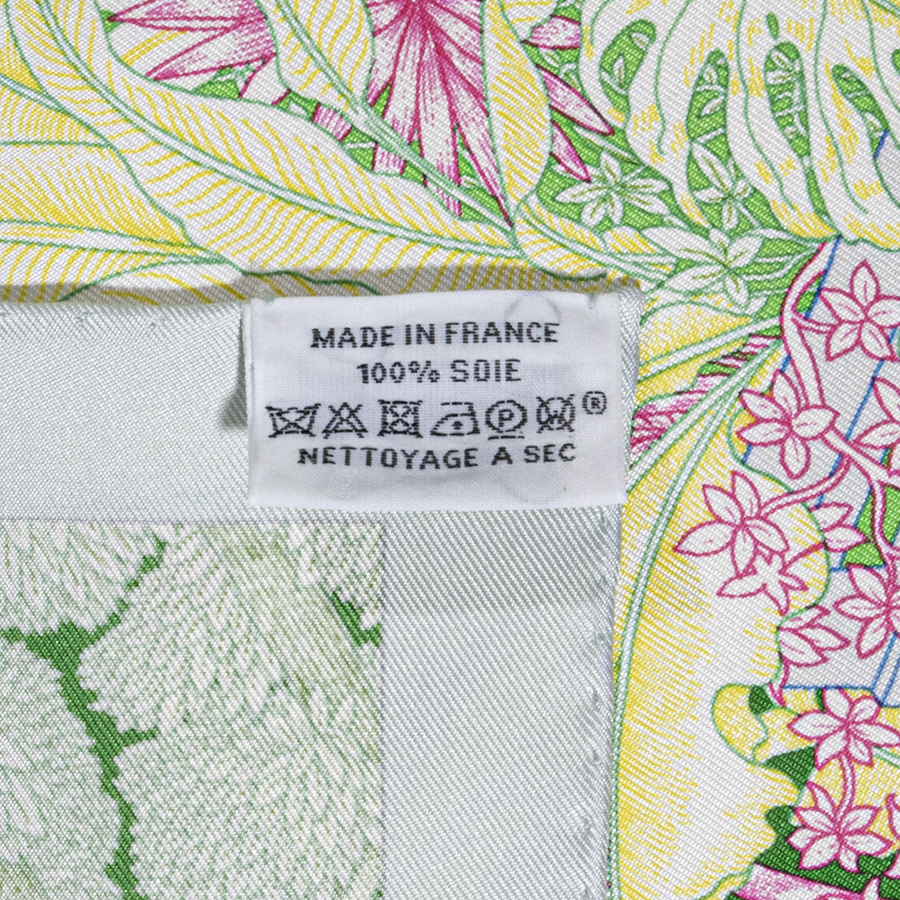 MADE IN FRANCE
100% SOIE
P W ®
NETTOYAGE A SEC